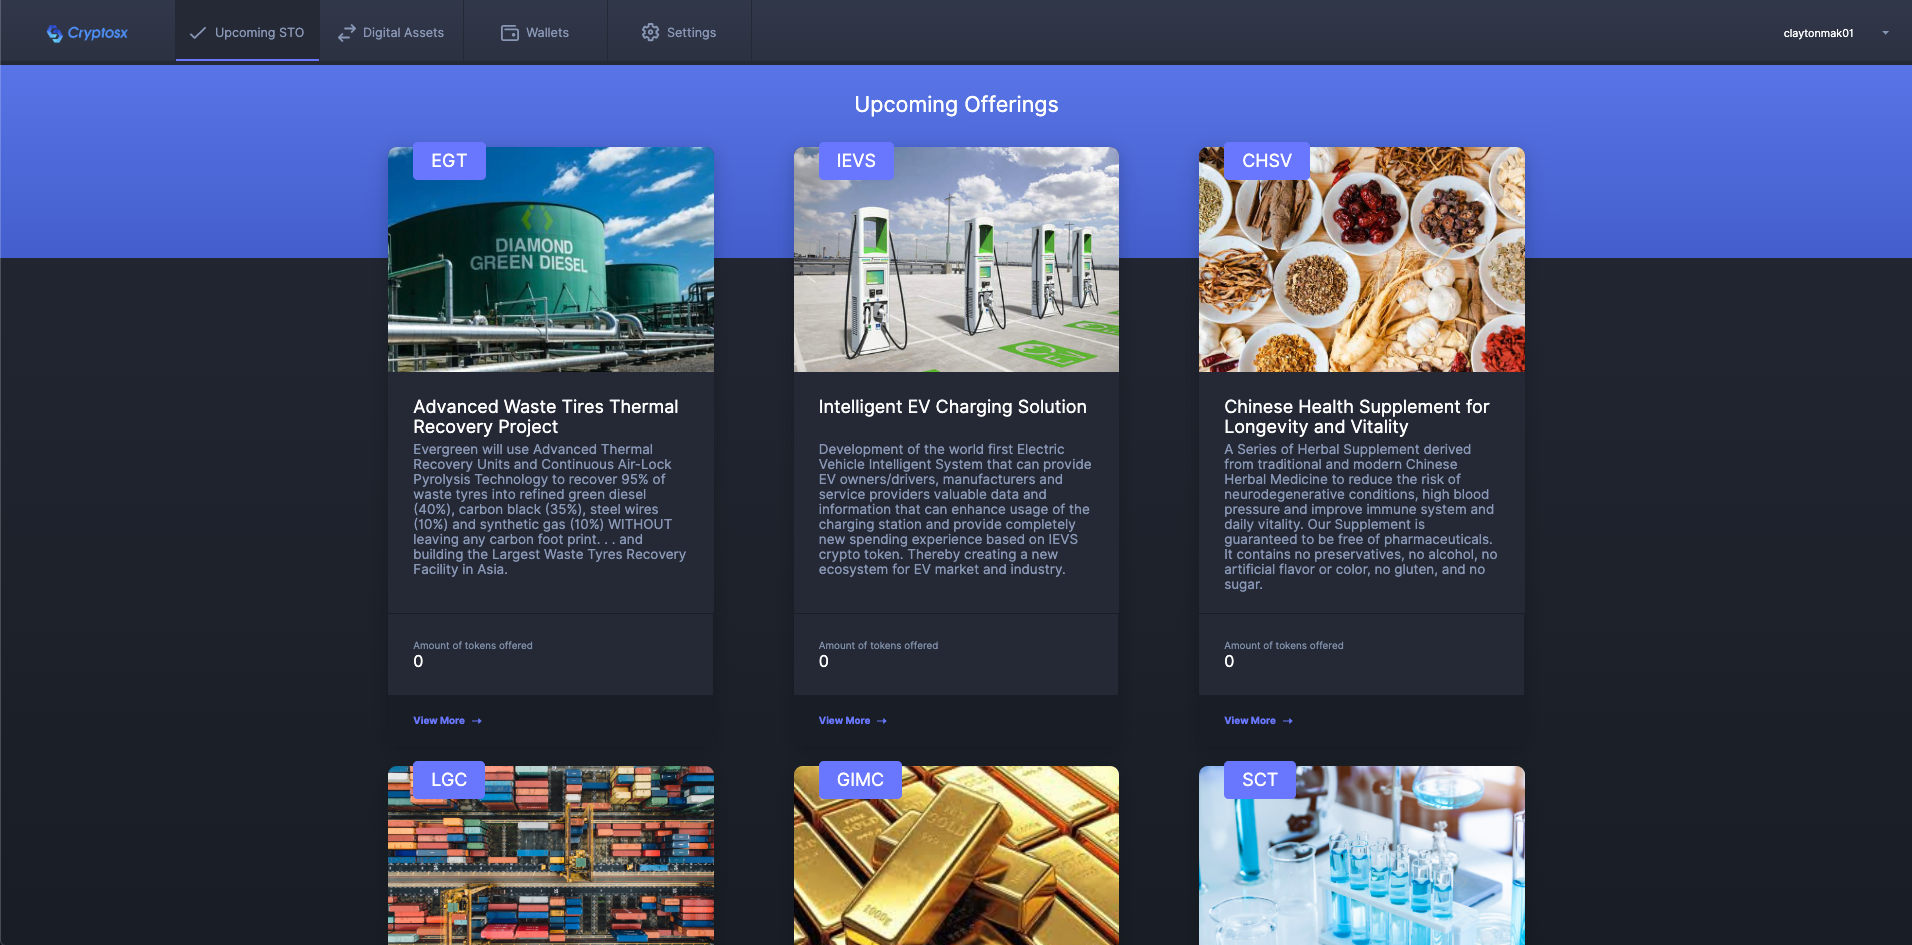 Cryptosx
Upcoming STO
Digital Assets
Wallets
Settings
claytonmak01
Upcoming Offerings
EGT
DIAMOND
GREEN DIESEL
Advanced Waste Tires Thermal
Recovery Project
Evergreen will use Advanced Thermal
Recovery Units and Continuous Air-Lock
Pyrolysis Technology to recover 95% of
waste tyres into refined green diesel
(40%), carbon black (35%), steel wires
(10%) and synthetic gas (10%) WITHOUT
leaving any carbon foot print. . . and
building the Largest Waste Tyres Recovery
Facility in Asia.
Amount of tokens offered
0
View More →
IEVS
Intelligent EV Charging Solution
Development of the world first Electric
Vehicle Intelligent System that can provide
EV owners/drivers, manufacturers and
service providers valuable data and
information that can enhance usage of the
charging station and provide completely
new spending experience based on IEVS
crypto token. Thereby creating a new
ecosystem for EV market and industry.
Amount of tokens offered
0
View More →
CHSV
Chinese Health Supplement for
Longevity and Vitality
A Series of Herbal Supplement derived
from traditional and modern Chinese
Herbal Medicine to reduce the risk of
neurodegenerative conditions, high blood
pressure and improve immune system and
daily vitality. Our Supplement is
guaranteed to be free of pharmaceuticals.
It contains no preservatives, no alcohol, no
artificial flavor or color, no gluten, and no
sugar.
Amount of tokens offered
0
View More →
LGC
GIMC
FINE
GOLD
1000g
SCT